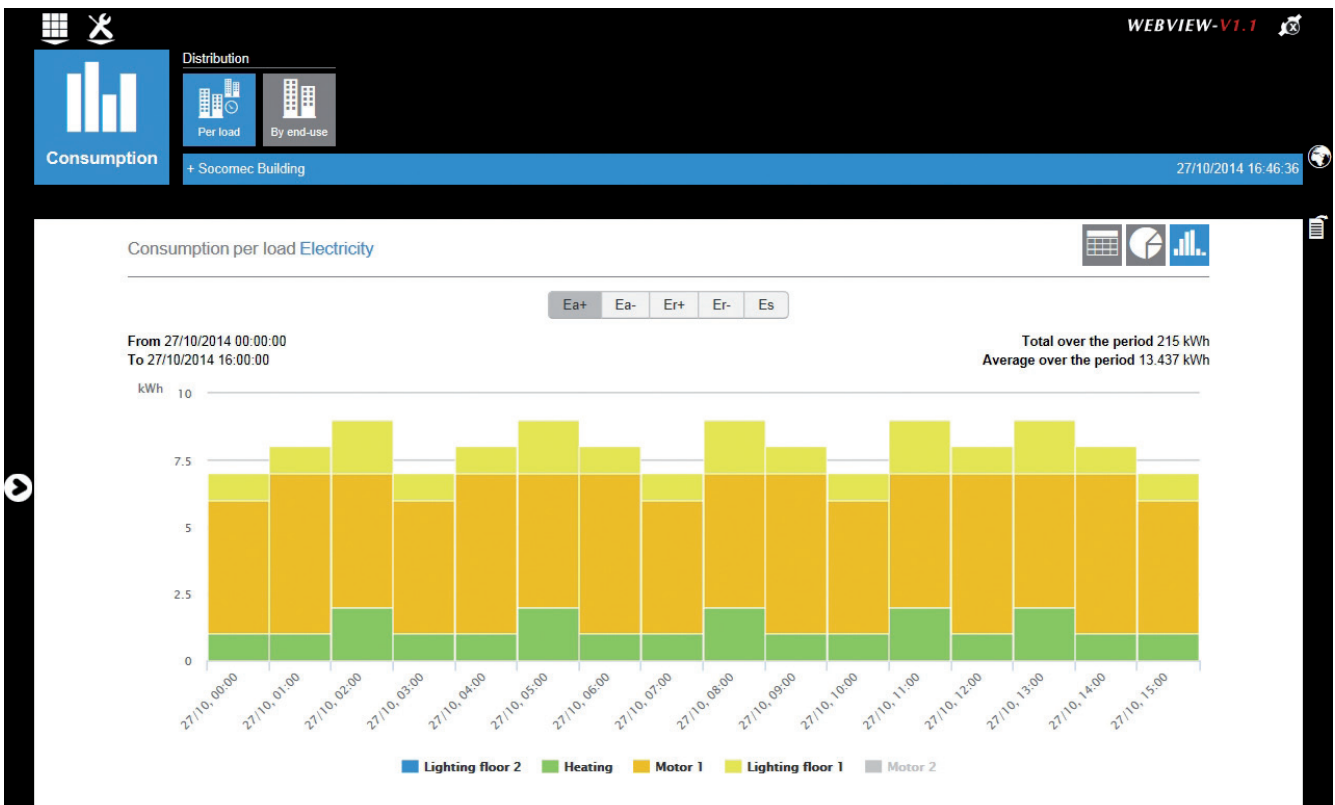 WEBVIEW-V1.1
Distribution
Per load
By end-use
Consumption
+ Socomec Building
27/10/2014 16:46:36
Consumption per load Electricity
Ea+
Ea-
Er+
Er-
Es
From 27/10/2014 00:00:00
Total over the period 215 kWh
To 27/10/2014 16:00:00
Average over the period 13.437 kWh
kWh
10
7.5
5
2.5
0
27/10, 00:00
27/10, 01:00
27/10, 02:00
27/10, 03:00
27/10, 04:00
27/10, 05:00
27/10, 06:00
27/10, 07:00
27/10, 08:00
27/10, 09:00
27/10, 10:00
27/10, 11:00
27/10, 12:00
27/10, 13:00
27/10, 14:00
27/10, 15:00
Lighting floor 2
Heating
Motor 1
Lighting floor 1
Motor 2